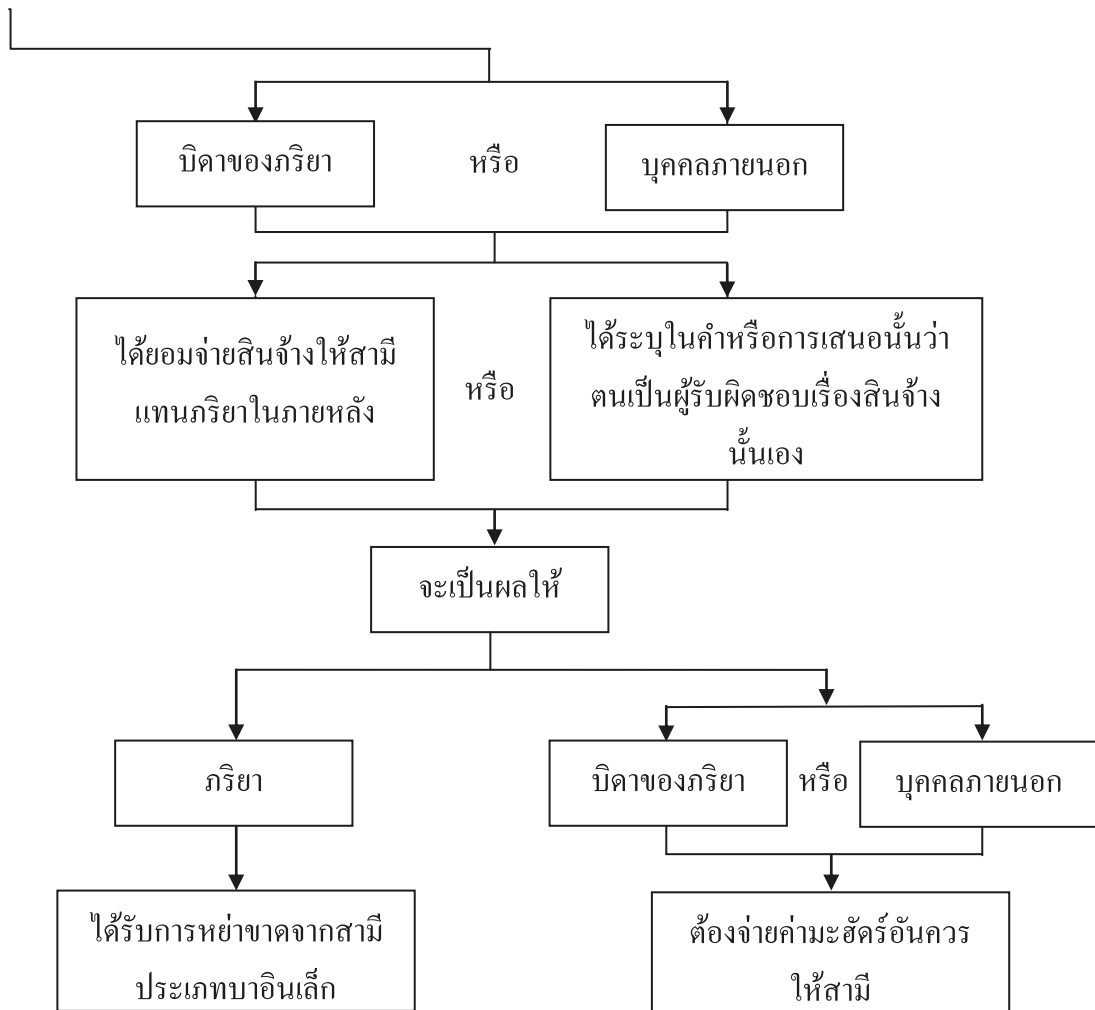 บิดาของภริยา
หรือ
บุคคลภายนอก
ได้ยอมจ่ายสินจ้างให้สามี
แทนภริยาในภายหลัง
หรือ
ได้ระบุในคำหรือการเสนอนั้นว่า
ตนเป็นผู้รับผิดชอบเรื่องสินจ้าง
นั้นเอง
จะเป็นผลให้
ภริยา
บิดาของภริยา
หรือ
บุคคลภายนอก
ได้รับการหย่าขาดจากสามี
ประเภทบาอินเล็ก
ต้องจ่ายค่ามะฮัดร์อันควร
ให้สามี